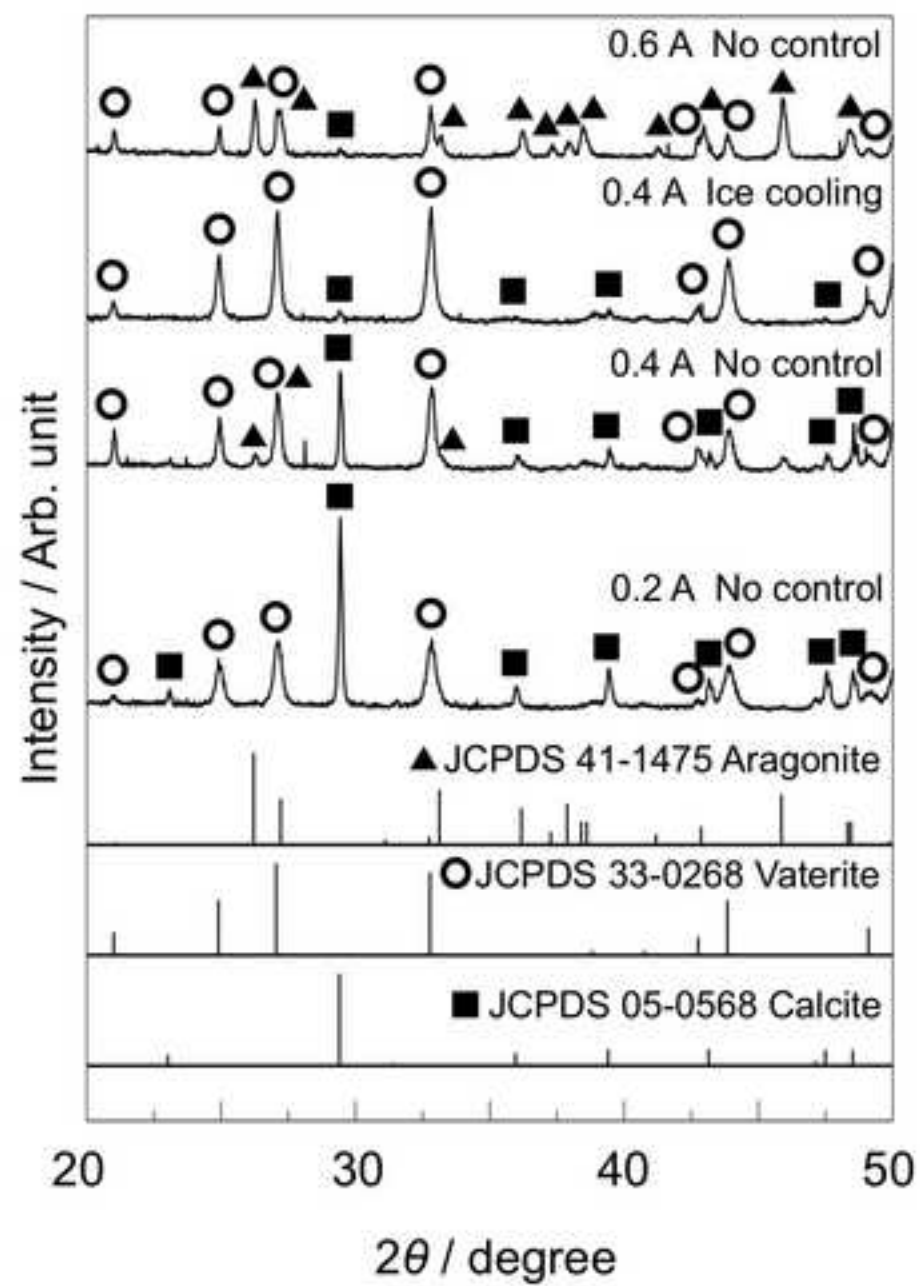 0.6 A No control
0.4 A Ice cooling
0.4 A No control
0.2 A No control
▲ JCPDS 41-1475 Aragonite
○ JCPDS 33-0268 Vaterite
■ JCPDS 05-0568 Calcite
Intensity / Arb. unit
20 30 40 50
2θ / degree